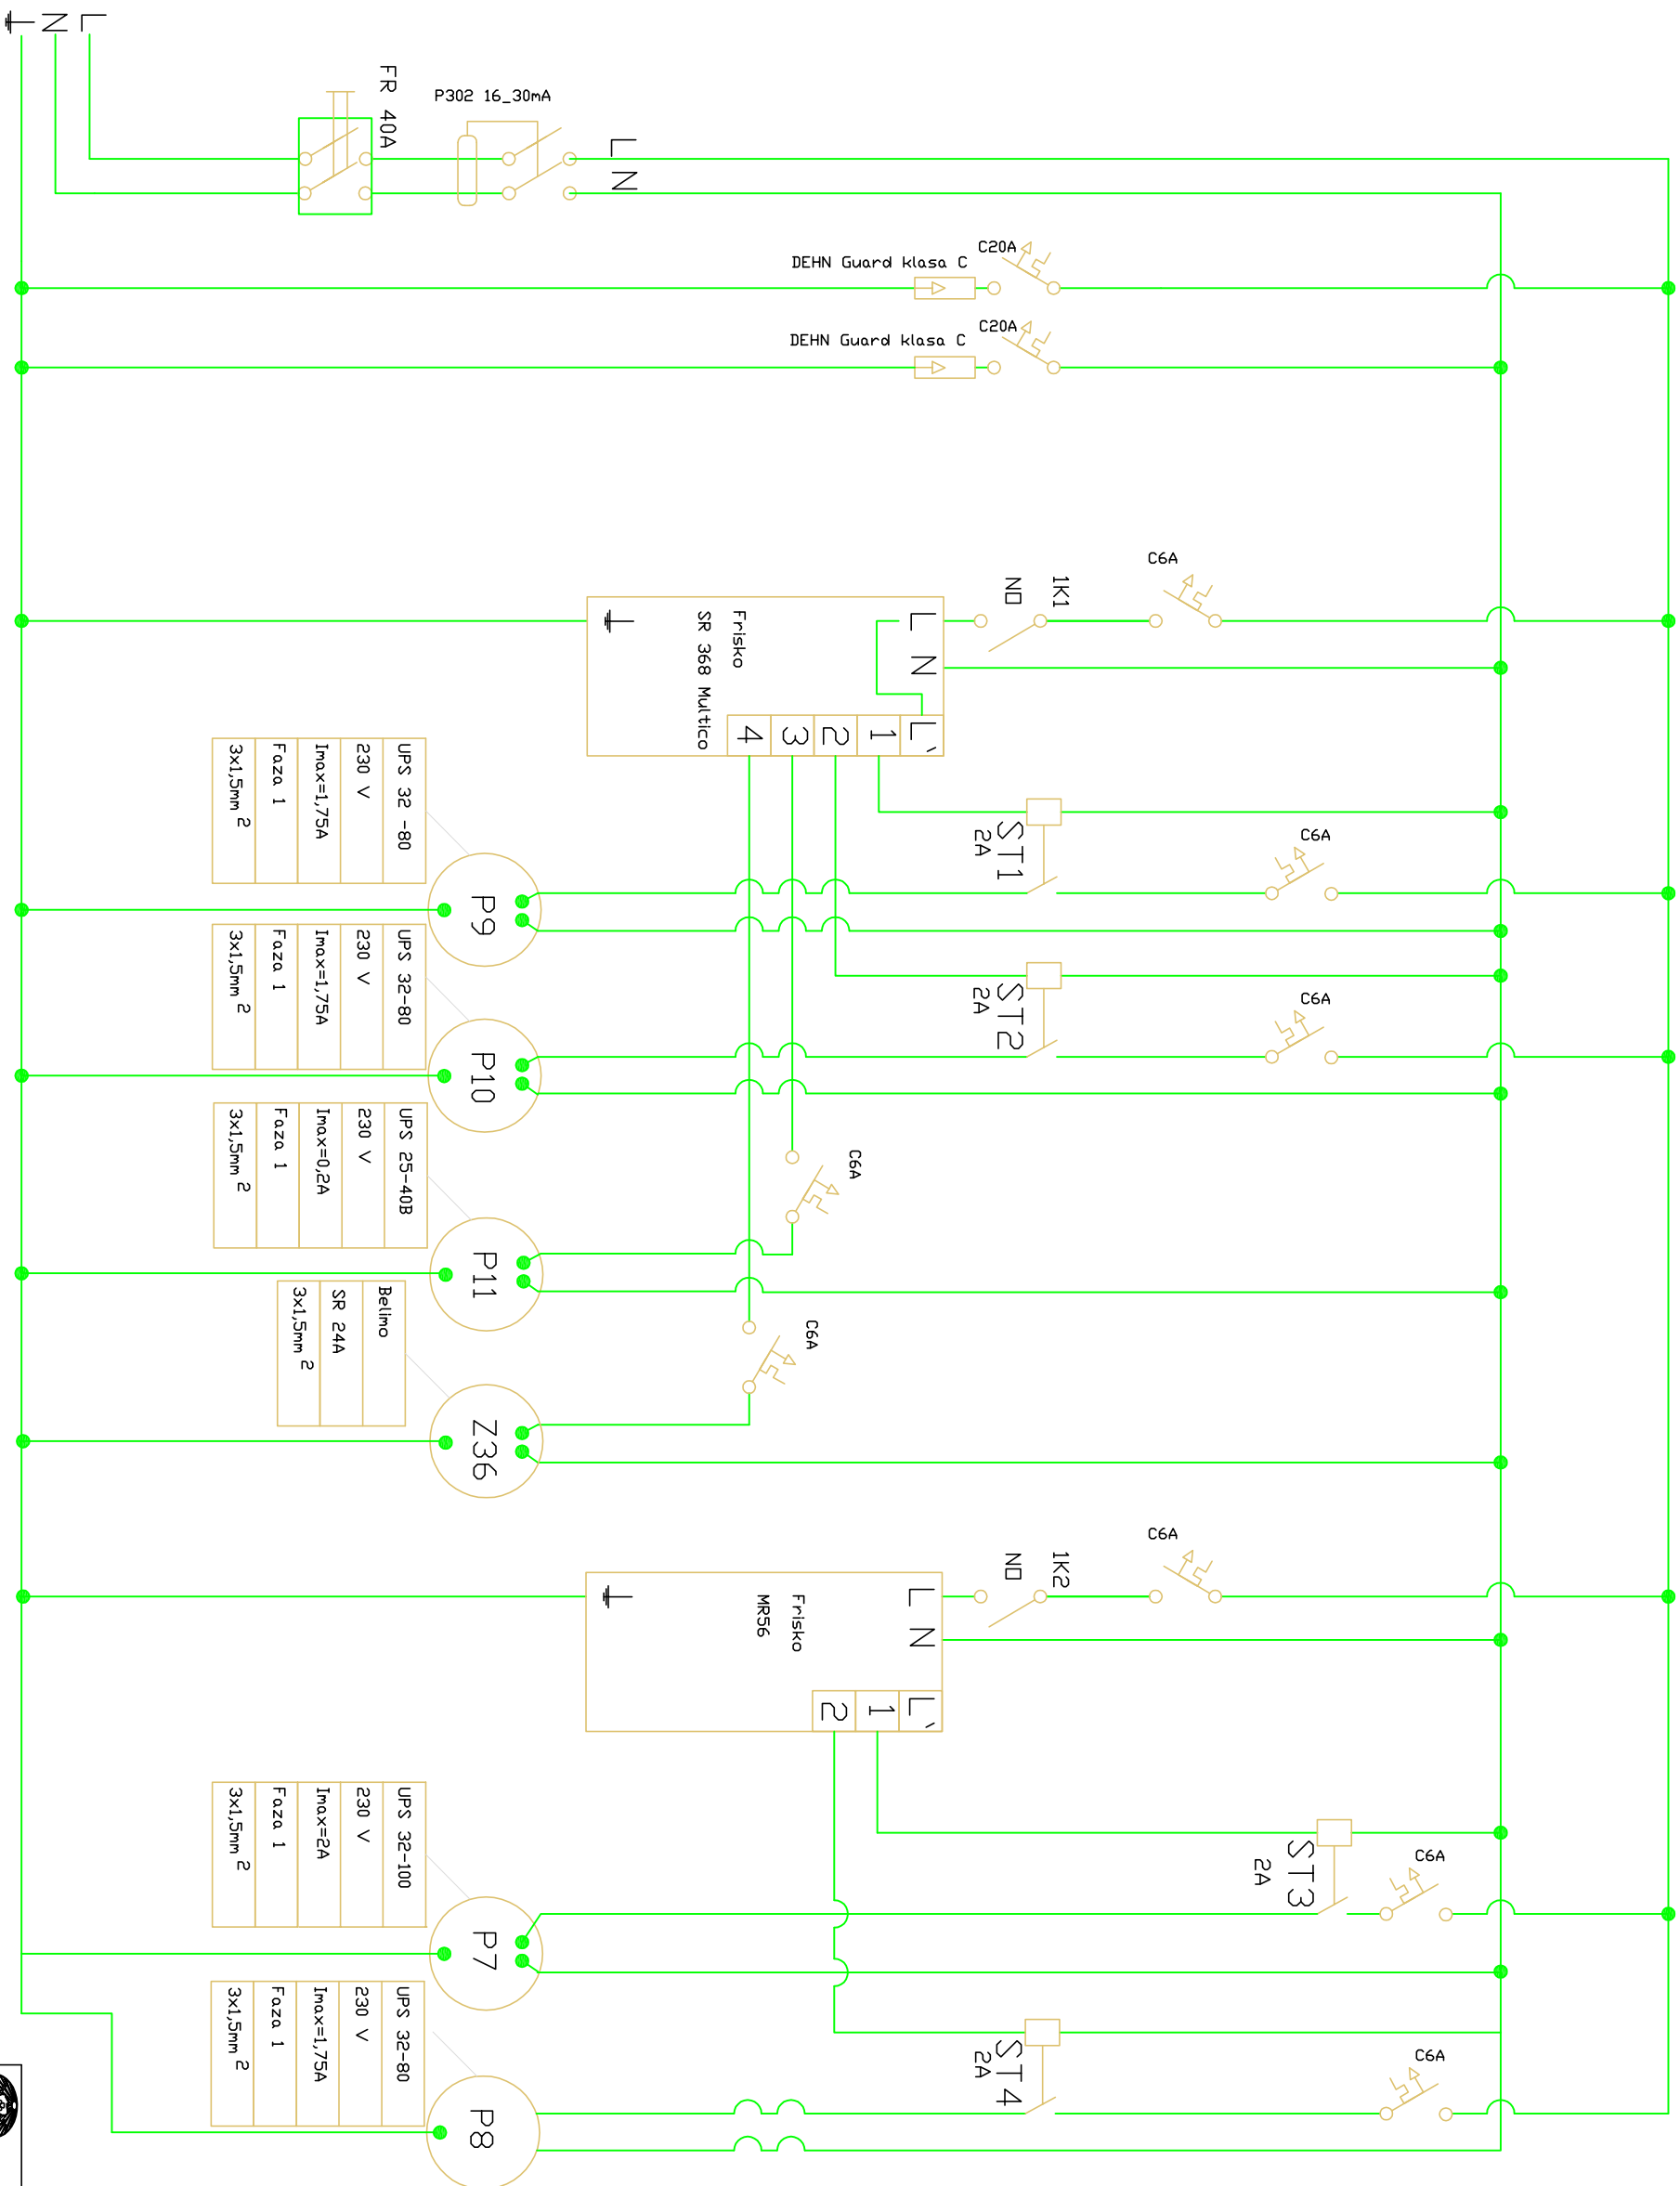 L
N
FR 40A
P302 16_30mA
L
N
C20A
DEHN Guard klasa C
C20A
DEHN Guard klasa C
C6A
1K1
NO
L N
Frisko
SR 368 Multico
L`
1
2
3
4
UPS 32 -80
230 V
Imax=1,75A
Faza 1
3x1,5mm 2
P9
ST1
2A
C6A
UPS 32-80
230 V
Imax=1,75A
Faza 1
3x1,5mm 2
P10
ST2
2A
C6A
UPS 25-40B
230 V
Imax=0,2A
Faza 1
3x1,5mm 2
P11
C6A
Belimo
SR 24A
3x1,5mm 2
Z36
C6A
C6A
1K2
NO
L N
Frisko
MR56
L`
1
2
UPS 32-100
230 V
Imax=2A
Faza 1
3x1,5mm 2
P7
ST3
2A
C6A
UPS 32-80
230 V
Imax=1,75A
Faza 1
3x1,5mm 2
P8
ST4
2A
C6A